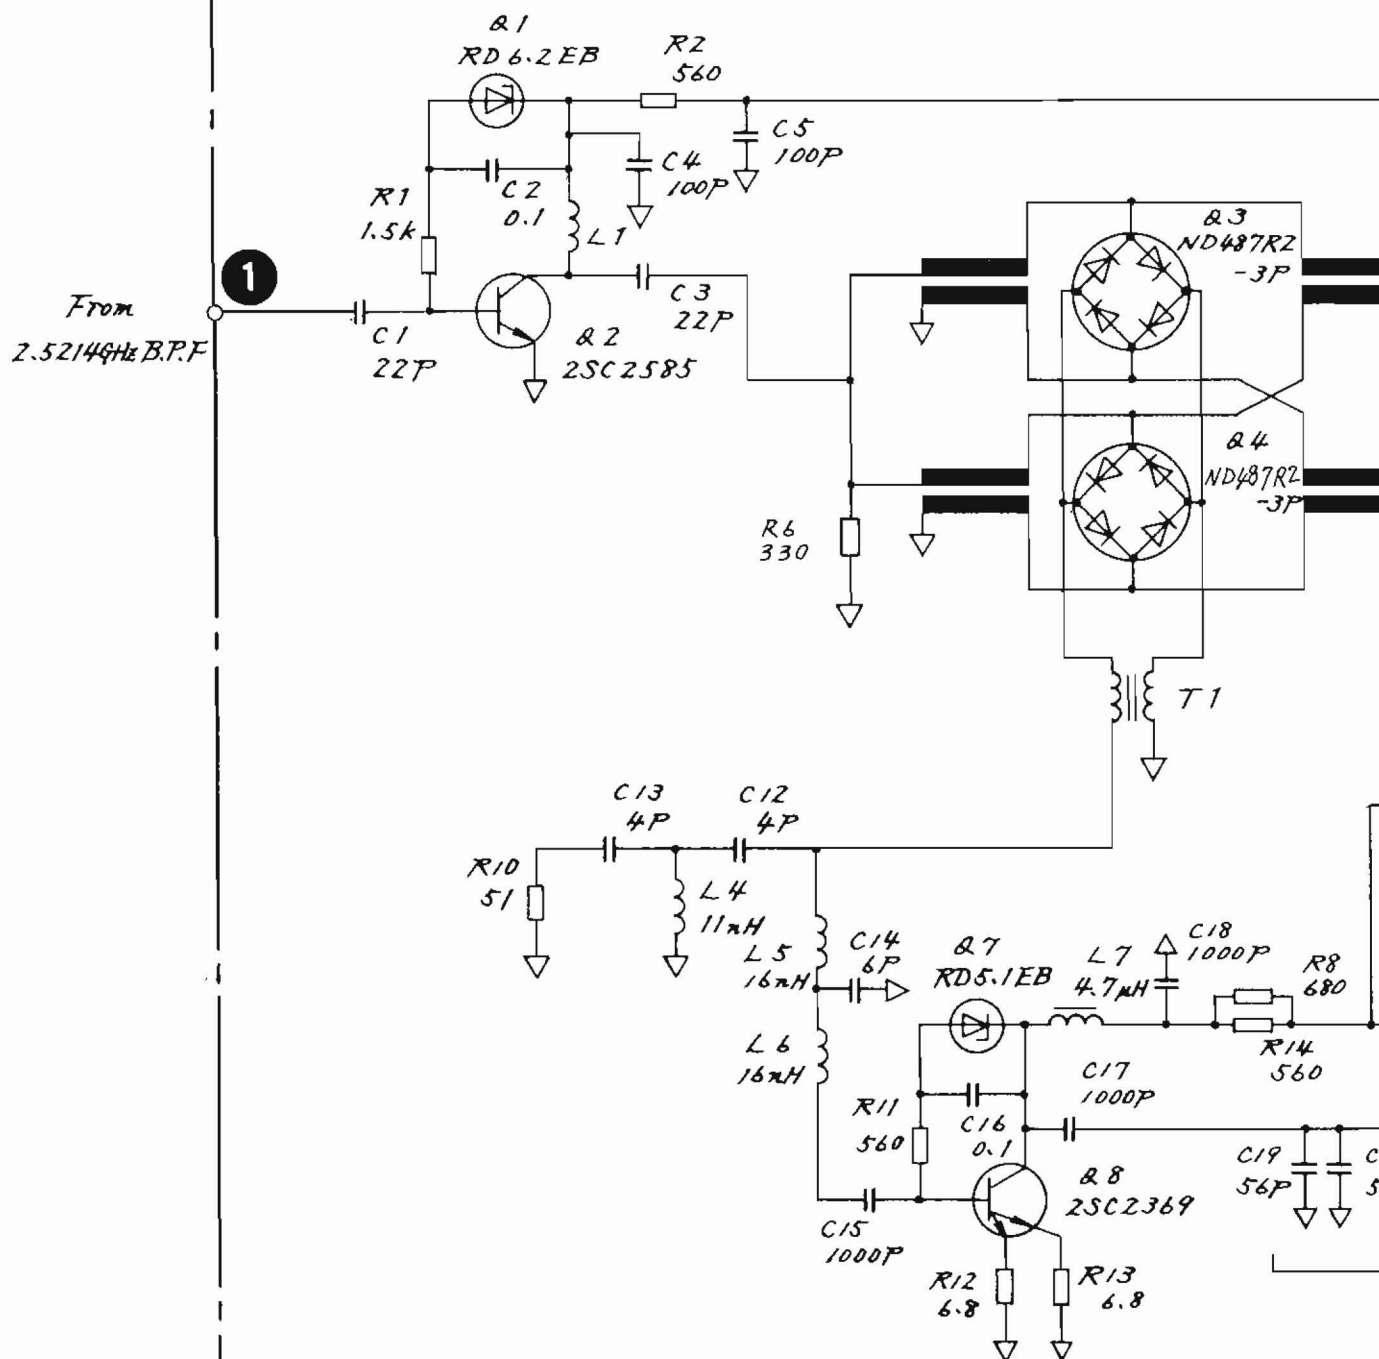 Q1
RD6.2EB
R2
560
C5
100P
C4
100P
C2
0.1
R1
1.5k
L1
1
From
2.5214GHz B.P.F
C1
22P
Q2
2SC2585
C3
22P
Q3
ND487R2
-3P
Q4
ND487R2
-3P
R6
330
T1
C13
4P
C12
4P
R10
51
L4
11nH
L5
16nH
C14
6P
Q7
RD5.1EB
L7
4.7μH
C18
1000P
R8
680
R14
560
L6
16nH
C17
1000P
R11
560
C16
0.1
Q8
2SC2369
C19
56P
C
5
C15
1000P
R12
6.8
R13
6.8